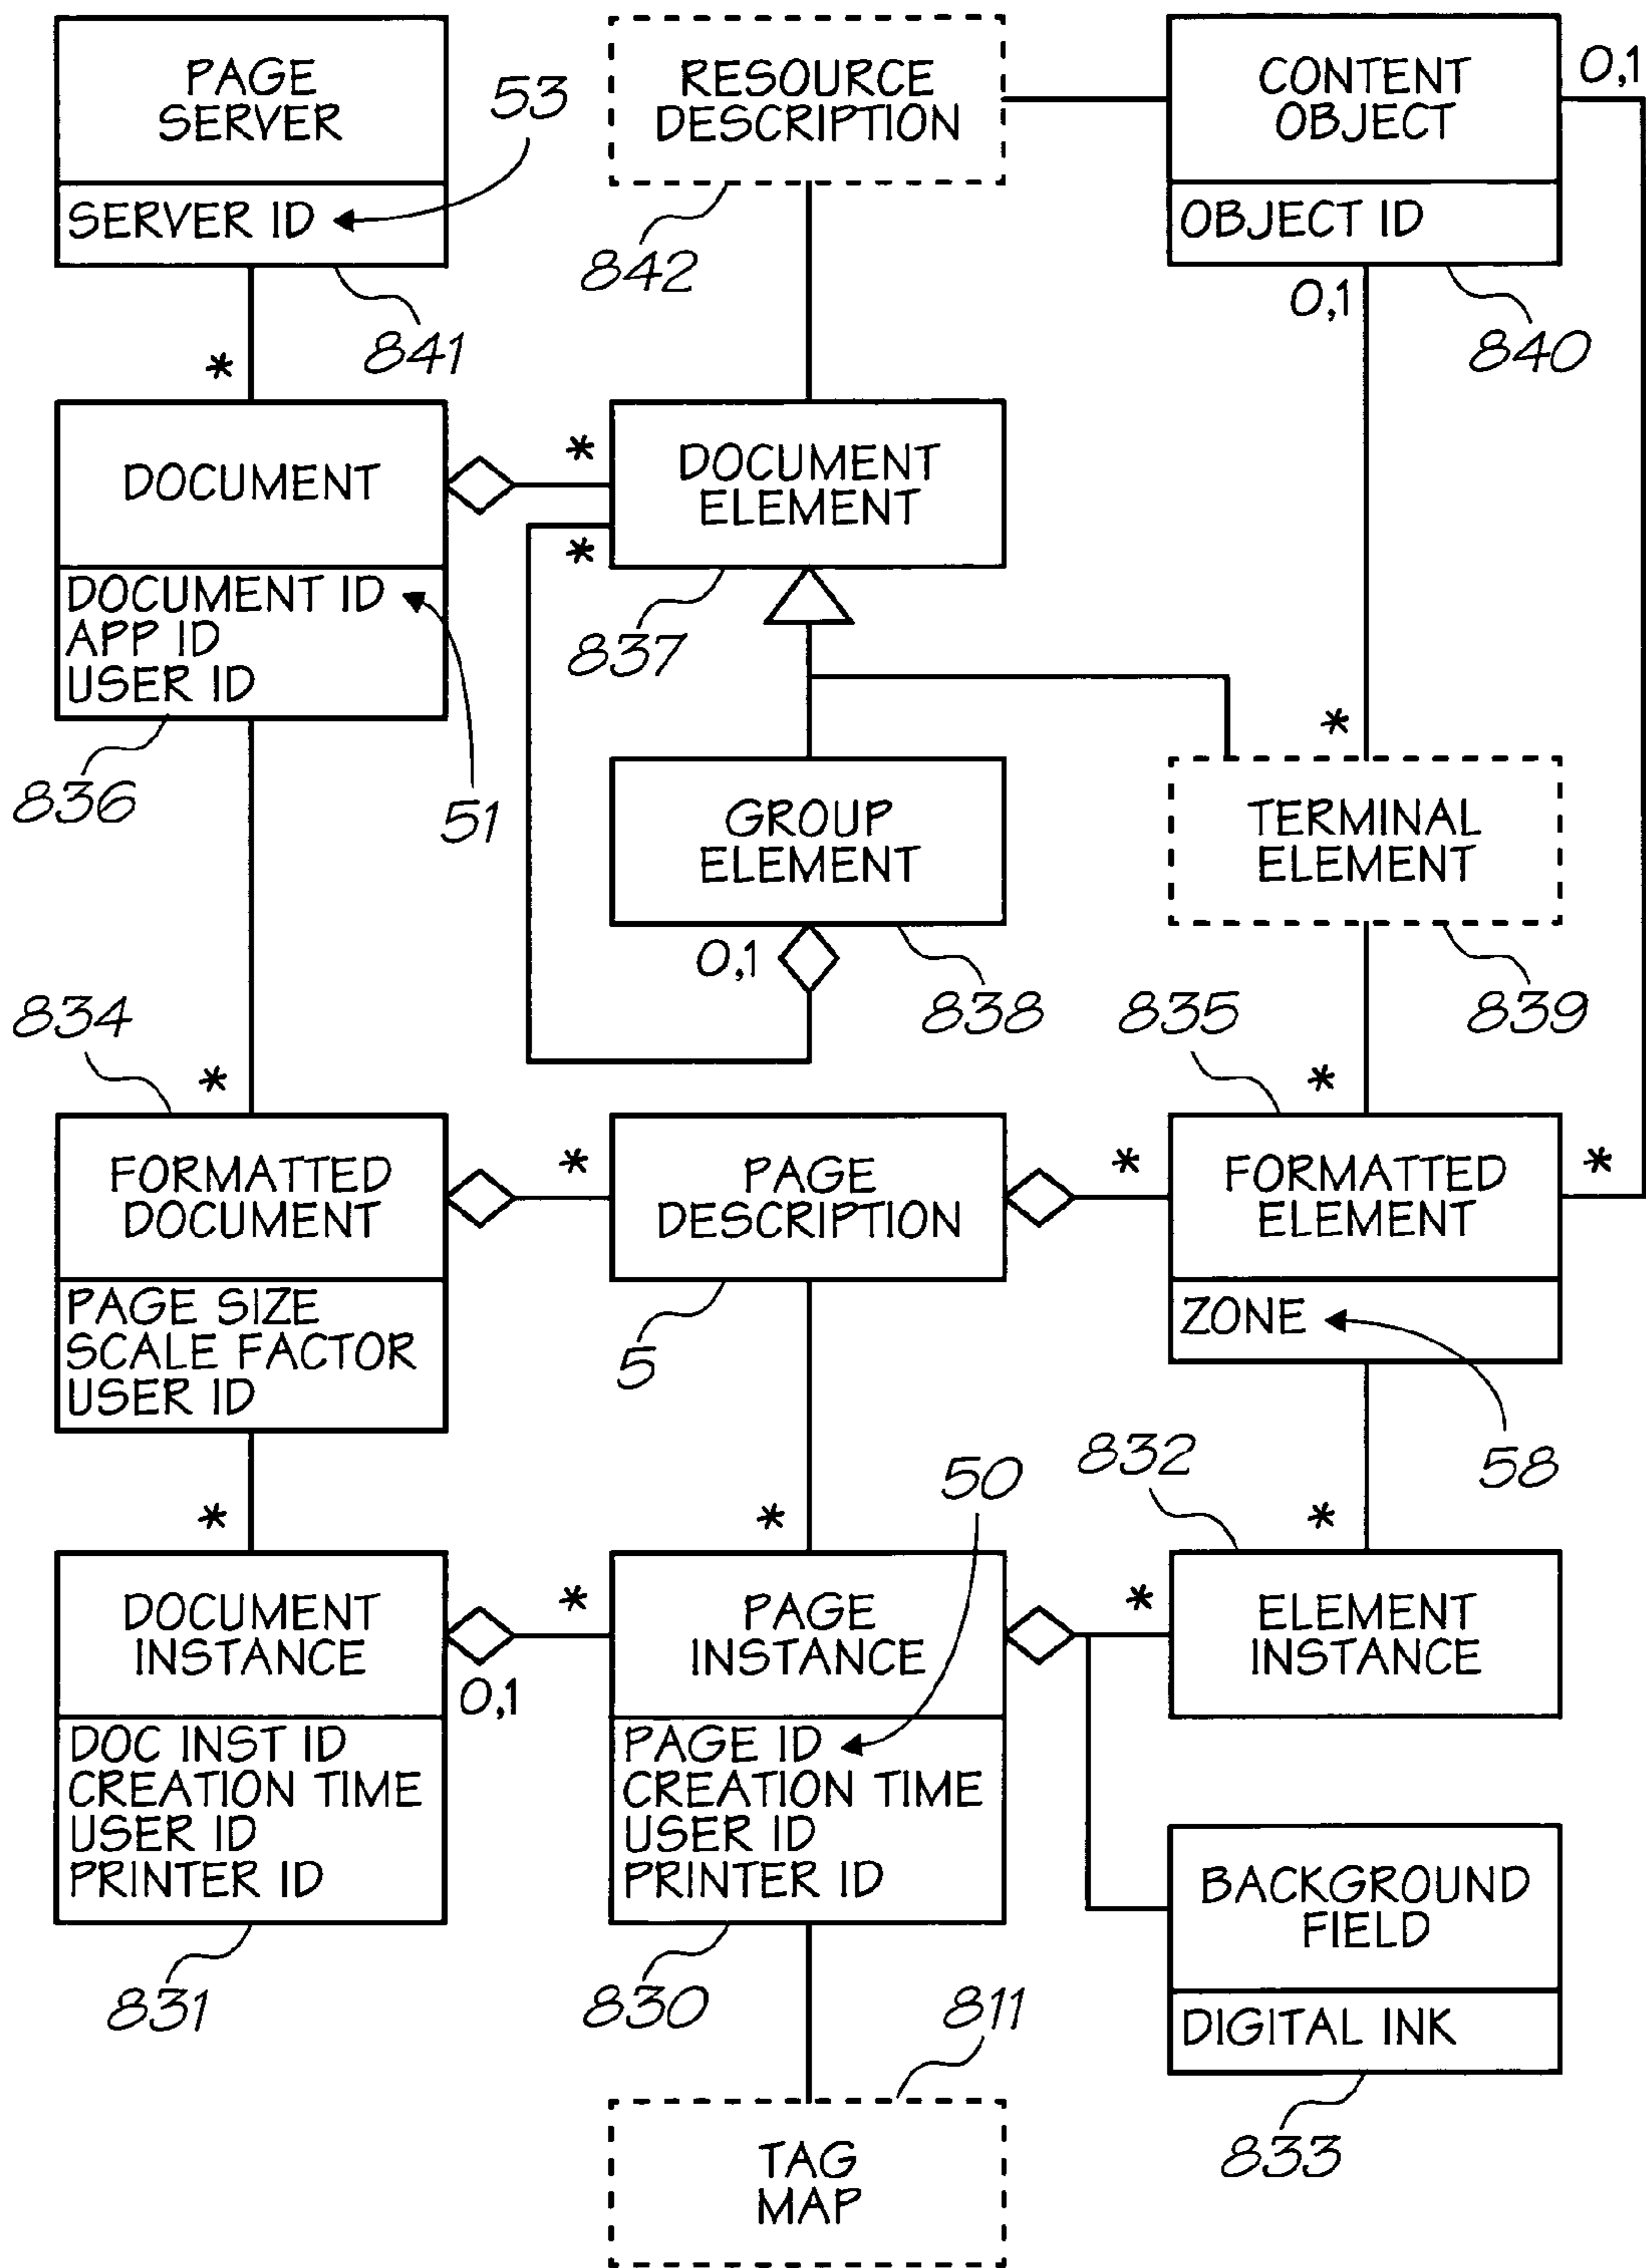 PAGE
SERVER
SERVER ID
53
841
RESOURCE
DESCRIPTION
842
CONTENT
OBJECT
OBJECT ID
0,1
0,1
840
*
DOCUMENT
DOCUMENT ID
APP ID
USER ID
836
51
*
*
DOCUMENT
ELEMENT
837
GROUP
ELEMENT
0,1
838
*
TERMINAL
ELEMENT
839
834
*
FORMATTED
DOCUMENT
PAGE SIZE
SCALE FACTOR
USER ID
*
PAGE
DESCRIPTION
5
835
*
*
*
FORMATTED
ELEMENT
ZONE
58
*
DOCUMENT
INSTANCE
0,1
DOC INST ID
CREATION TIME
USER ID
PRINTER ID
831
*
*
50
PAGE
INSTANCE
PAGE ID
CREATION TIME
USER ID
PRINTER ID
830
832
*
*
ELEMENT
INSTANCE
BACKGROUND
FIELD
DIGITAL INK
833
811
TAG
MAP